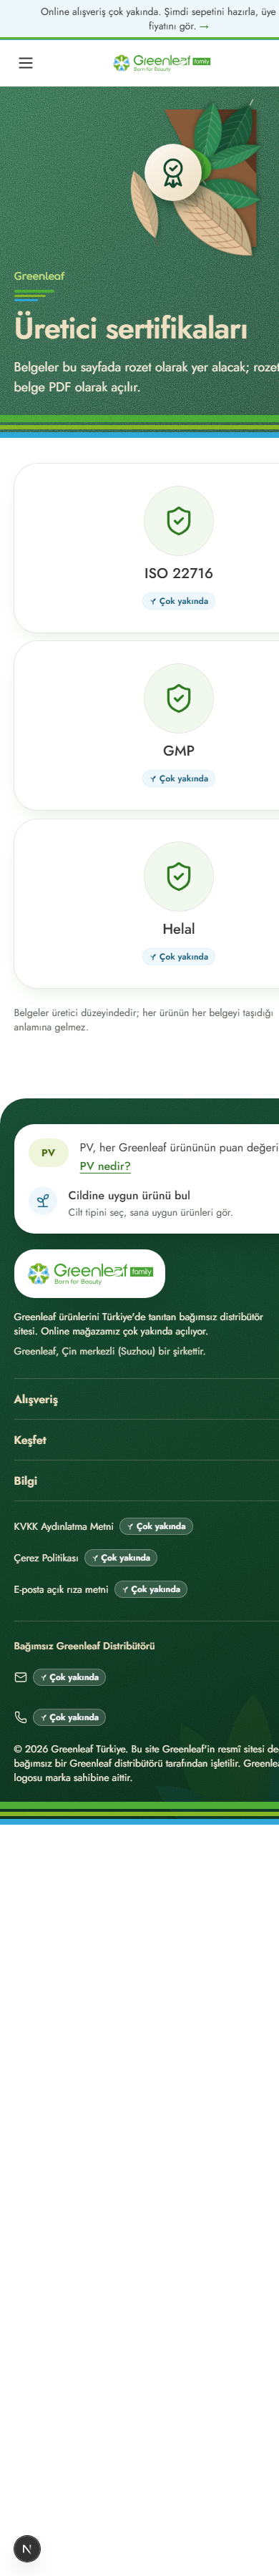 Online alışveriş çok yakında. Şimdi sepetini hazırla, üye
fiyatını gör. →
Greenleaf family
Born for Beauty
Greenleaf
Üretici sertifikaları
Belgeler bu sayfada rozet olarak yer alacak; rozet
belge PDF olarak açılır.
ISO 22716
Çok yakında
GMP
Çok yakında
Helal
Çok yakında
Belgeler üretici düzeyindedir; her ürünün her belgeyi taşıdığı
anlamına gelmez.
PV
PV, her Greenleaf ürününün puan değeri
PV nedir?
Cildine uygun ürünü bul
Cilt tipini seç, sana uygun ürünleri gör.
Greenleaf family
Born for Beauty
Greenleaf ürünlerini Türkiye'de tanıtan bağımsız distribütör
sitesi. Online mağazamız çok yakında açılıyor.
Greenleaf, Çin merkezli (Suzhou) bir şirkettir.
Alışveriş
Keşfet
Bilgi
KVKK Aydınlatma Metni Çok yakında
Çerez Politikası Çok yakında
E-posta açık rıza metni Çok yakında
Bağımsız Greenleaf Distribütörü
Çok yakında
Çok yakında
© 2026 Greenleaf Türkiye. Bu site Greenleaf'in resmî sitesi de
bağımsız bir Greenleaf distribütörü tarafından işletilir. Greenlea
logosu marka sahibine aittir.
N